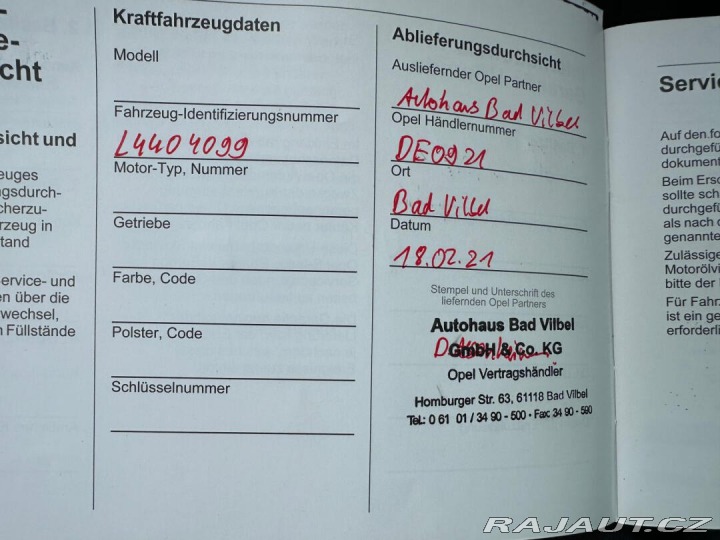 e-
cht
sicht und
euges
gsdurch-
cherzu-
rzeug in
tand
ervice- und
en über die
wechsel,
n Füllstände
Kraftfahrzeugdaten
Modell
Fahrzeug-Identifizierungsnummer
L4404099
Motor-Typ, Nummer
Getriebe
Farbe, Code
Polster, Code
Schlüsselnummer
Ablieferungsdurchsicht
Ausliefernder Opel Partner
Autohaus Bad Vilbel
Opel Händlernummer
DE0921
Ort
Bad Vilbel
Datum
18.02.21
Stempel und Unterschrift des
liefernden Opel Partners
Autohaus Bad Vilbel
GmbH & Co. KG
Opel Vertragshändler
Homburger Str. 63, 61118 Bad Vilbel
Tel.: 0 61 01 / 34 90 - 500 · Fax: 34 90 - 590
Servic
Auf den fo
durchgefü
dokument
Beim Ersc
sollte sch
durchgefü
als nach d
genannte
Zulässige
Motorölvi
bitte der
Für Fahr
ist ein ge
erforderli
RAJAUT.CZ